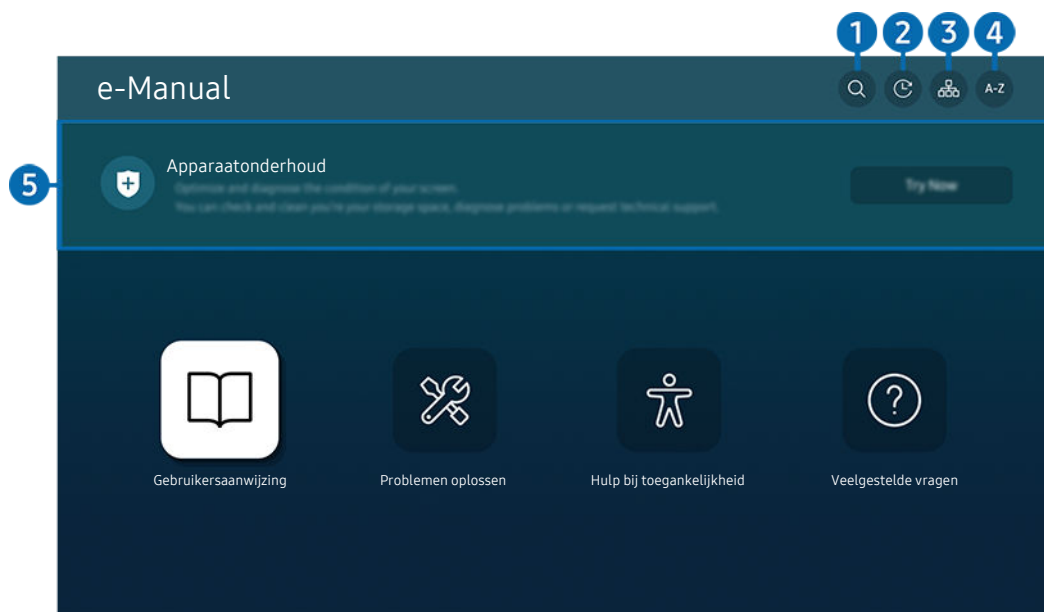 1 2 3 4
e-Manual
A-Z
5
Apparaatonderhoud
Optimize and diagnose the condition of your screen.
You can check and clean you're your storage space, diagnose problems or request technical support.
Try Now
Gebruikersaanwijzing
Problemen oplossen
Hulp bij toegankelijkheid
Veelgestelde vragen